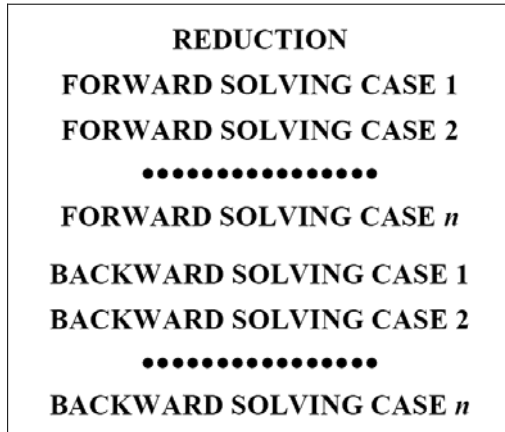 REDUCTION
FORWARD SOLVING CASE 1
FORWARD SOLVING CASE 2
••••••••••••••••
FORWARD SOLVING CASE n
BACKWARD SOLVING CASE 1
BACKWARD SOLVING CASE 2
••••••••••••••••
BACKWARD SOLVING CASE n